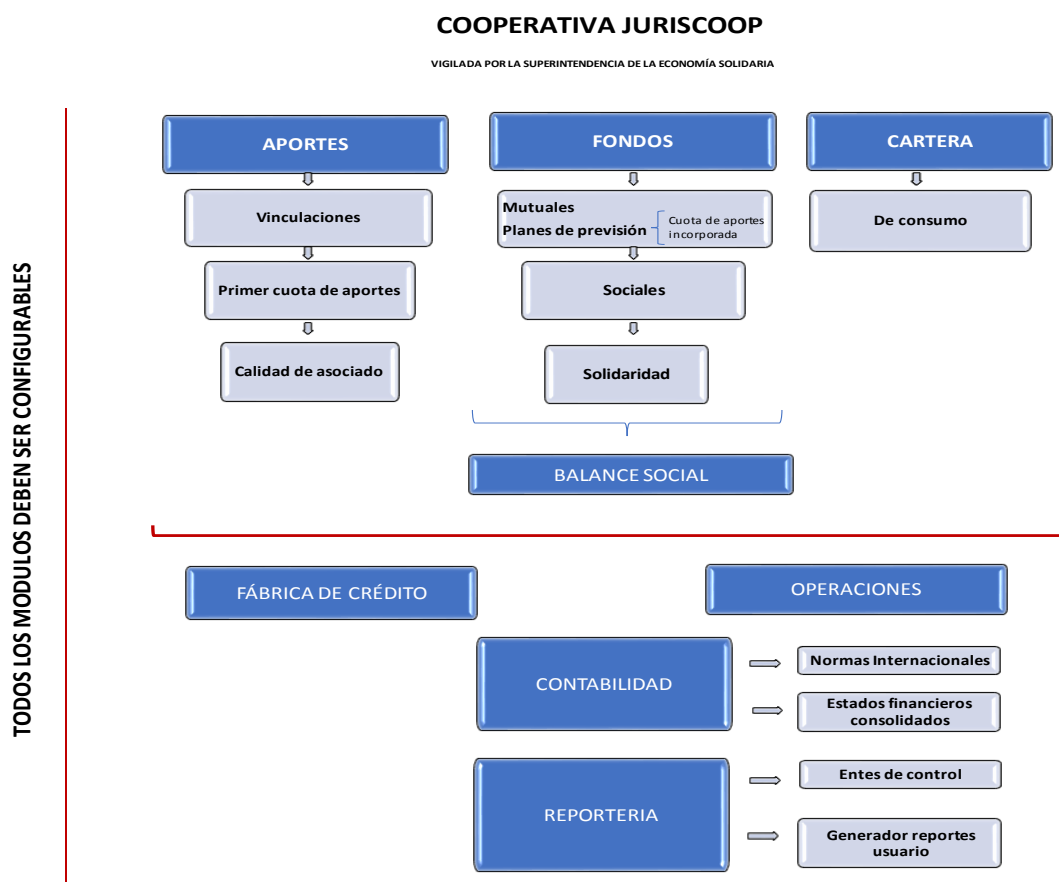 COOPERATIVA JURISCOOP
VIGILADA POR LA SUPERINTENDENCIA DE LA ECONOMÍA SOLIDARIA
TODOS LOS MODULOS DEBEN SER CONFIGURABLES
APORTES
Vinculaciones
Primer cuota de aportes
Calidad de asociado
FONDOS
Mutuales
Planes de previsión
Cuota de aportes
incorporada
Sociales
Solidaridad
BALANCE SOCIAL
CARTERA
De consumo
FÁBRICA DE CRÉDITO
OPERACIONES
CONTABILIDAD
Normas Internacionales
Estados financieros
consolidados
REPORTERIA
Entes de control
Generador reportes
usuario